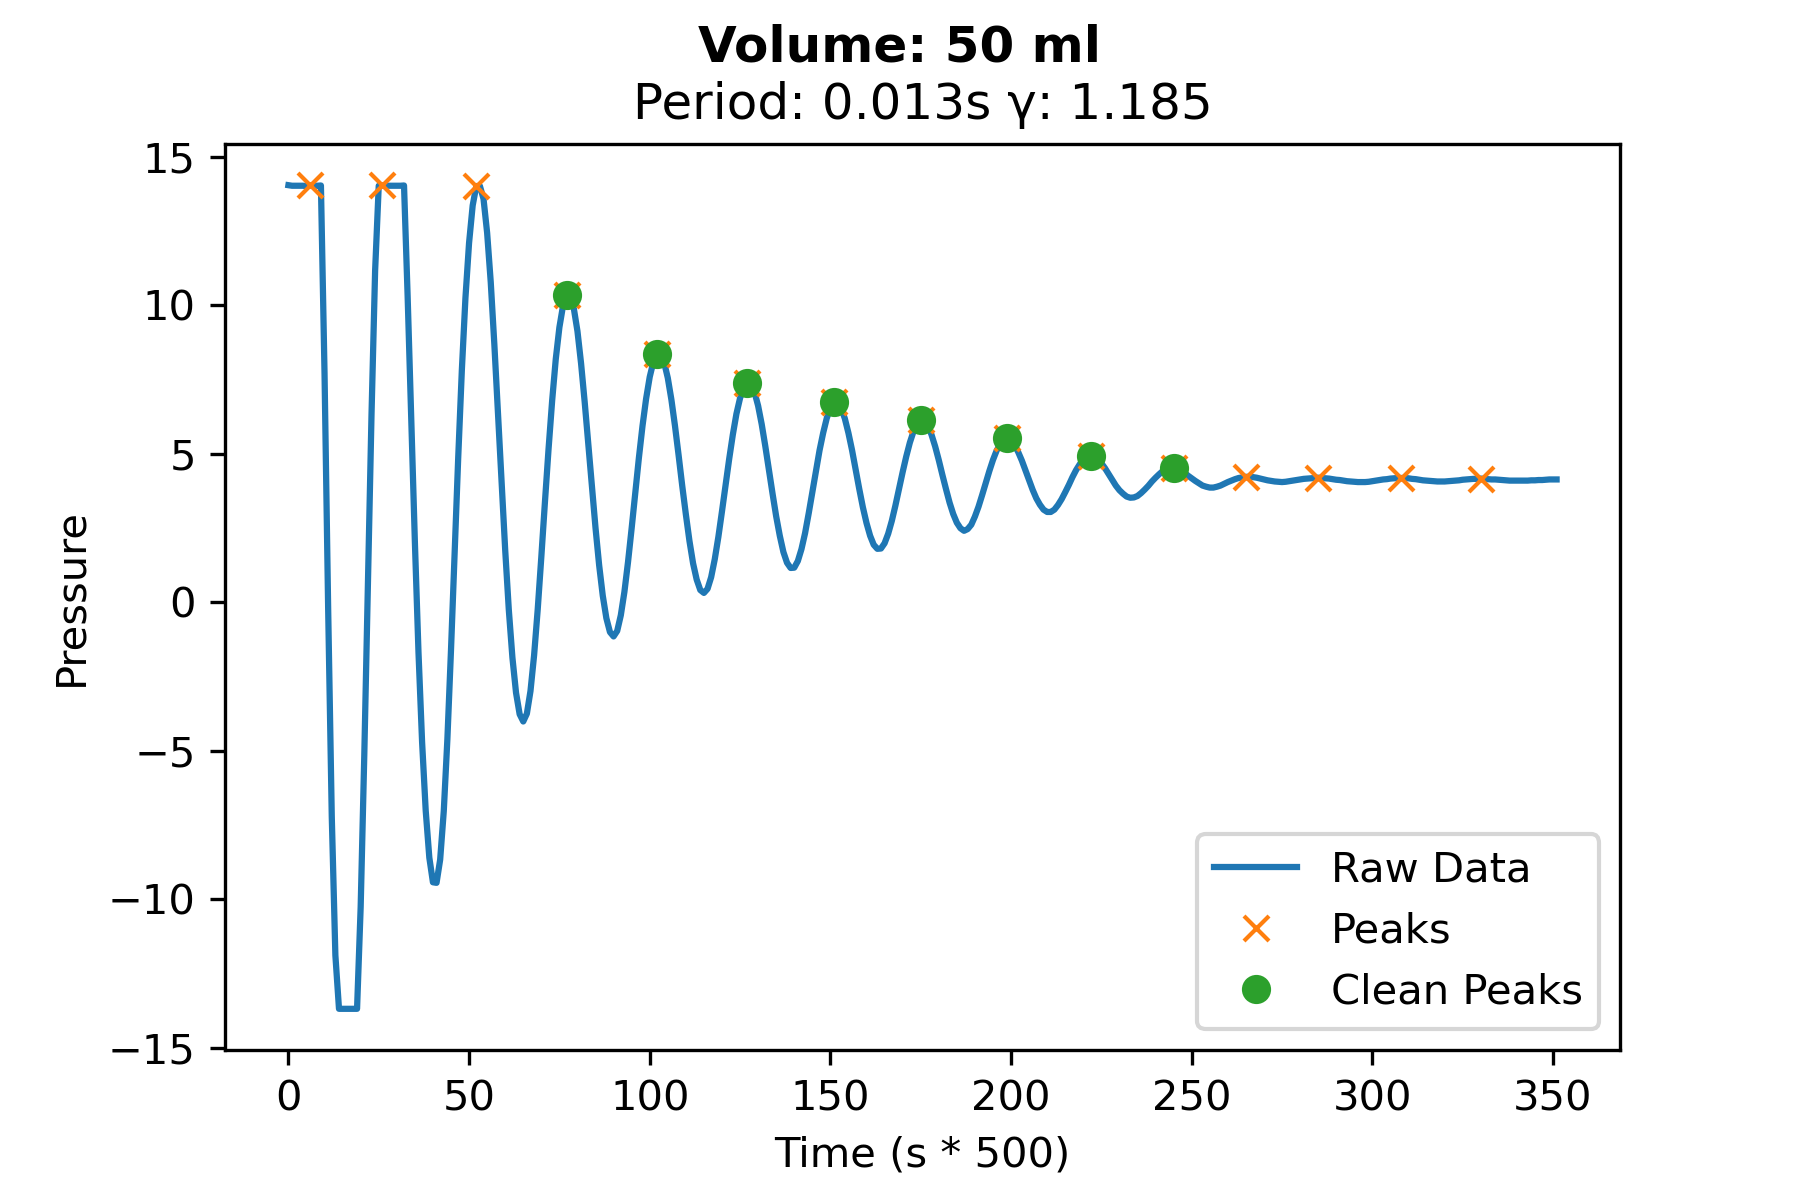 Volume: 50 ml
Period: 0.013s γ: 1.185
15
10
5
0
−5
−10
−15
Pressure
0 50 100 150 200 250 300 350
Time (s * 500)
Raw Data
Peaks
Clean Peaks